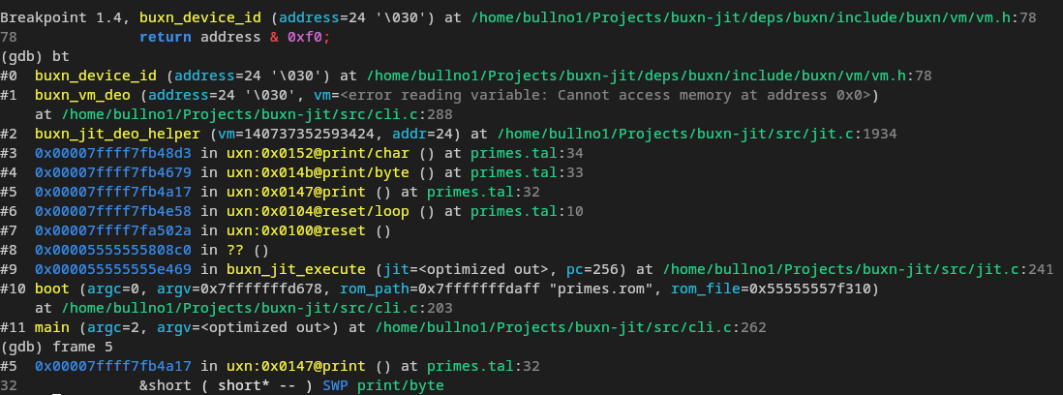 Breakpoint 1.4, buxn_device_id (address=24 '\030') at /home/bullno1/Projects/buxn-jit/deps/buxn/include/buxn/vm/vm.h:78
78              return address & 0xf0;
(gdb) bt
#0  buxn_device_id (address=24 '\030') at /home/bullno1/Projects/buxn-jit/deps/buxn/include/buxn/vm/vm.h:78
#1  buxn_vm_deo (address=24 '\030', vm=<error reading variable: Cannot access memory at address 0x0>)
    at /home/bullno1/Projects/buxn-jit/src/cli.c:288
#2  buxn_jit_deo_helper (vm=140737352593424, addr=24) at /home/bullno1/Projects/buxn-jit/src/jit.c:1934
#3  0x00007ffff7fb48d3 in uxn:0x0152@print/char () at primes.tal:34
#4  0x00007ffff7fb4679 in uxn:0x014b@print/byte () at primes.tal:33
#5  0x00007ffff7fb4a17 in uxn:0x0147@print () at primes.tal:32
#6  0x00007ffff7fb4e58 in uxn:0x0104@reset/loop () at primes.tal:10
#7  0x00007ffff7fa502a in uxn:0x0100@reset ()
#8  0x00005555555808c0 in ?? ()
#9  0x000055555555e469 in buxn_jit_execute (jit=<optimized out>, pc=256) at /home/bullno1/Projects/buxn-jit/src/jit.c:241
#10 boot (argc=0, argv=0x7fffffffd678, rom_path=0x7fffffffdaff "primes.rom", rom_file=0x55555557f310)
    at /home/bullno1/Projects/buxn-jit/src/cli.c:203
#11 main (argc=2, argv=<optimized out>) at /home/bullno1/Projects/buxn-jit/src/cli.c:262
(gdb) frame 5
#5  0x00007ffff7fb4a17 in uxn:0x0147@print () at primes.tal:32
32              &short ( short* -- ) SWP print/byte